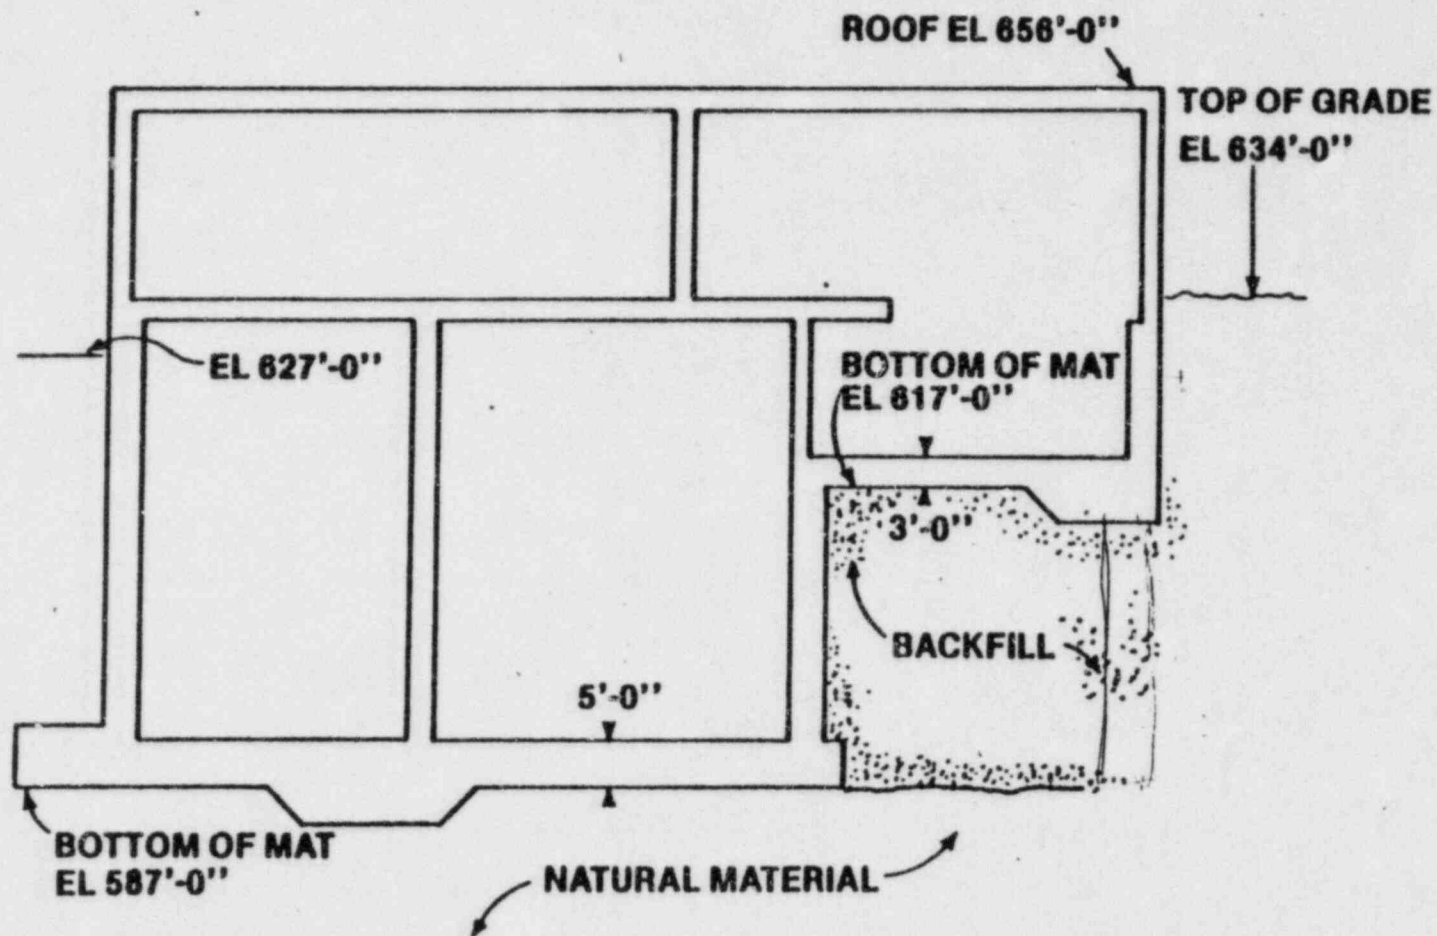 ROOF EL 656'-0''
TOP OF GRADE
EL 634'-0''
EL 627'-0''
BOTTOM OF MAT
EL 617'-0''
3'-0''
BACKFILL
5'-0''
BOTTOM OF MAT
EL 587'-0''
NATURAL MATERIAL